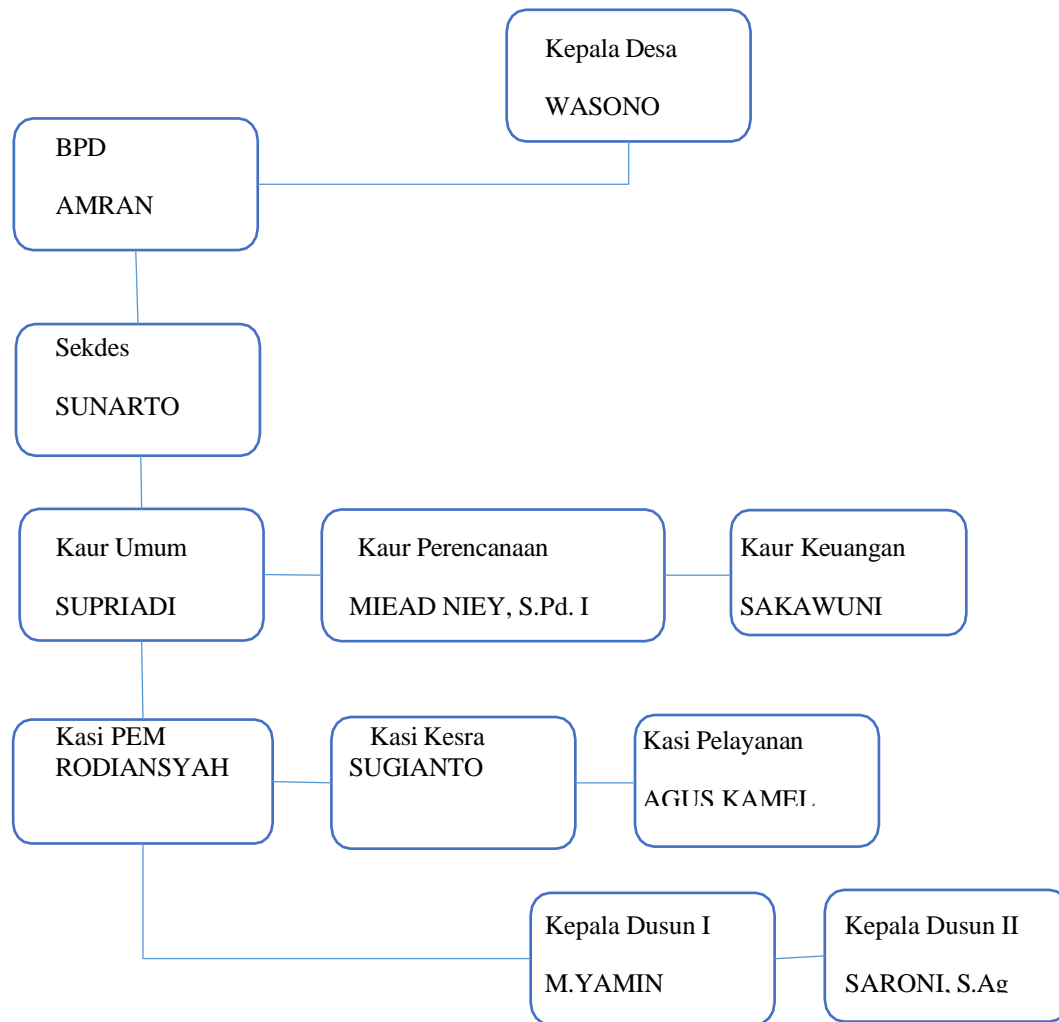 Kepala Desa
WASONO
BPD
AMRAN
Sekdes
SUNARTO
Kaur Umum
SUPRIADI
Kaur Perencanaan
MIEAD NIEY, S.Pd. I
Kaur Keuangan
SAKAWUNI
Kasi PEM
RODIANSYAH
Kasi Kesra
SUGIANTO
Kasi Pelayanan
AGUS KAMEL
Kepala Dusun I
M.YAMIN
Kepala Dusun II
SARONI, S.Ag